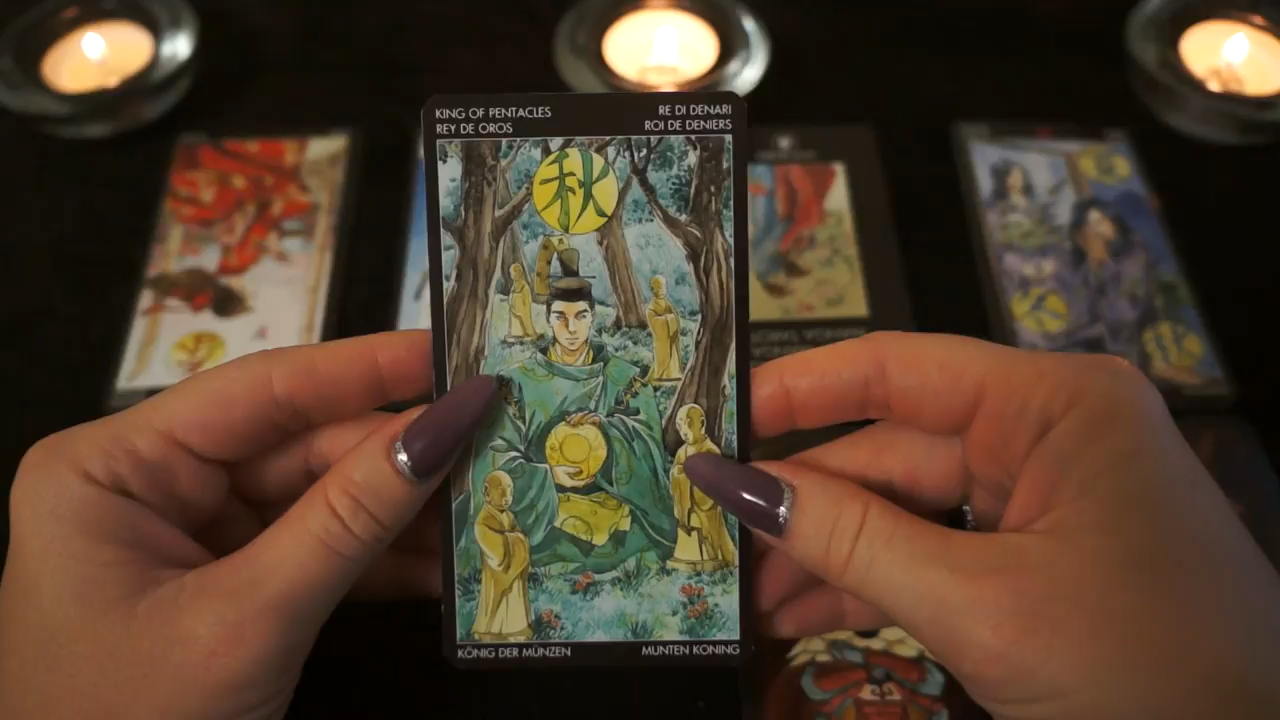 KING OF PENTACLES
REY DE OROS
RE DI DENARI
ROI DE DENIERS
秋
KÖNIG DER MÜNZEN
MUNTEN KONING